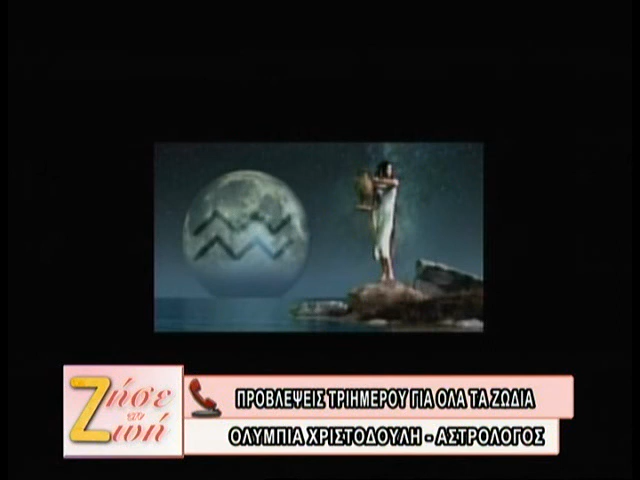 Ζήσε
τη
Ζωή
ΠΡΟΒΛΕΨΕΙΣ ΤΡΙΗΜΕΡΟΥ ΓΙΑ ΟΛΑ ΤΑ ΖΩΔΙΑ
ΟΛΥΜΠΙΑ ΧΡΙΣΤΟΔΟΥΛΗ - ΑΣΤΡΟΛΟΓΟΣ